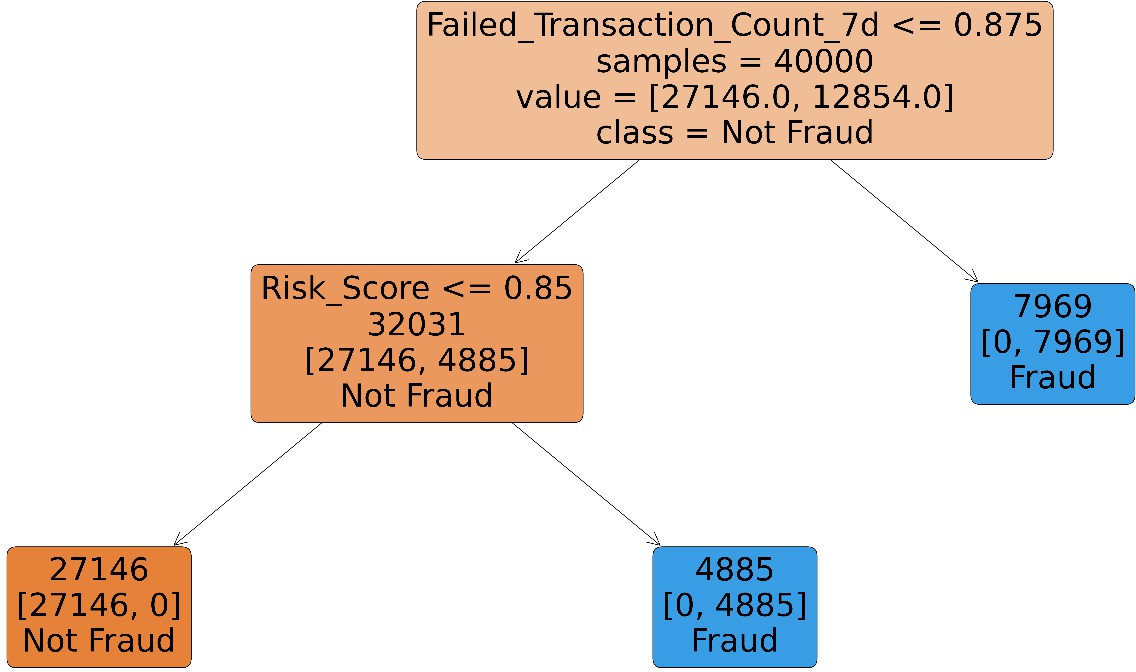 Failed_Transaction_Count_7d <= 0.875
samples = 40000
value = [27146.0, 12854.0]
class = Not Fraud
Risk_Score <= 0.85
32031
[27146, 4885]
Not Fraud
7969
[0, 7969]
Fraud
27146
[27146, 0]
Not Fraud
4885
[0, 4885]
Fraud